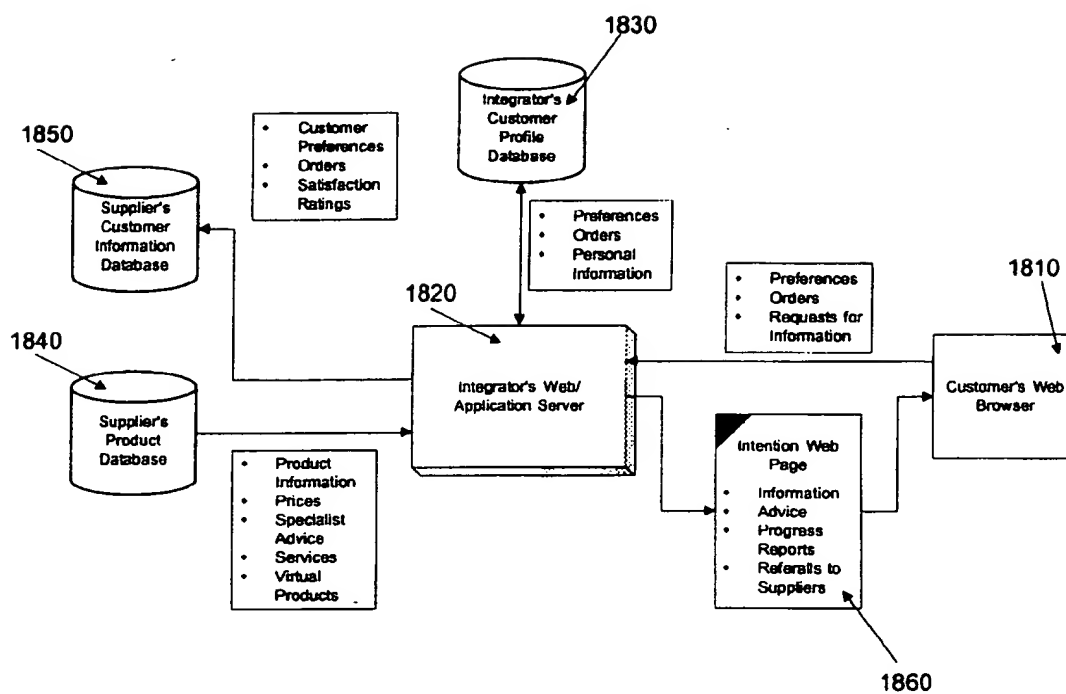 1830
Integrator's
Customer
Profile
Database
1850
• Customer
Preferences
• Orders
• Satisfaction
Ratings
Supplier's
Customer
Information
Database
• Preferences
• Orders
• Personal
Information
1810
• Preferences
• Orders
• Requests for
Information
1820
1840
Integrator's Web/
Application Server
Customer's Web
Browser
Supplier's
Product
Database
Intention Web
Page
• Information
• Advice
• Progress
Reports
• Referrals to
Suppliers
• Product
Information
• Prices
• Specialist
Advice
• Services
• Virtual
Products
1860